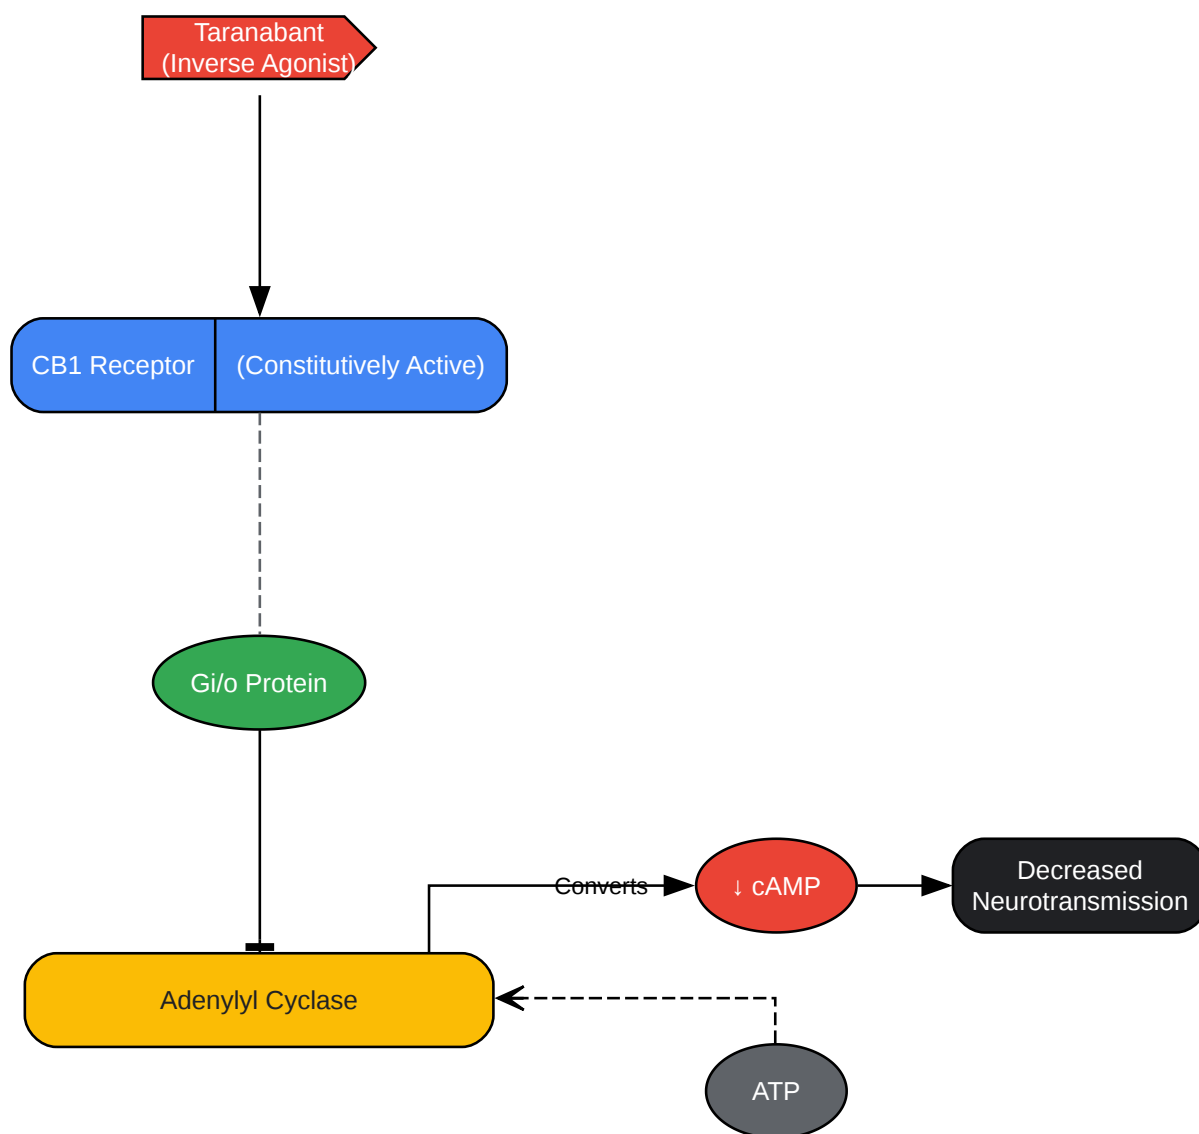 Taranabant
(Inverse Agonist)
CB1 Receptor
(Constitutively Active)
Gi/o Protein
Converts
↓ cAMP
Decreased
Neurotransmission
Adenylyl Cyclase
ATP